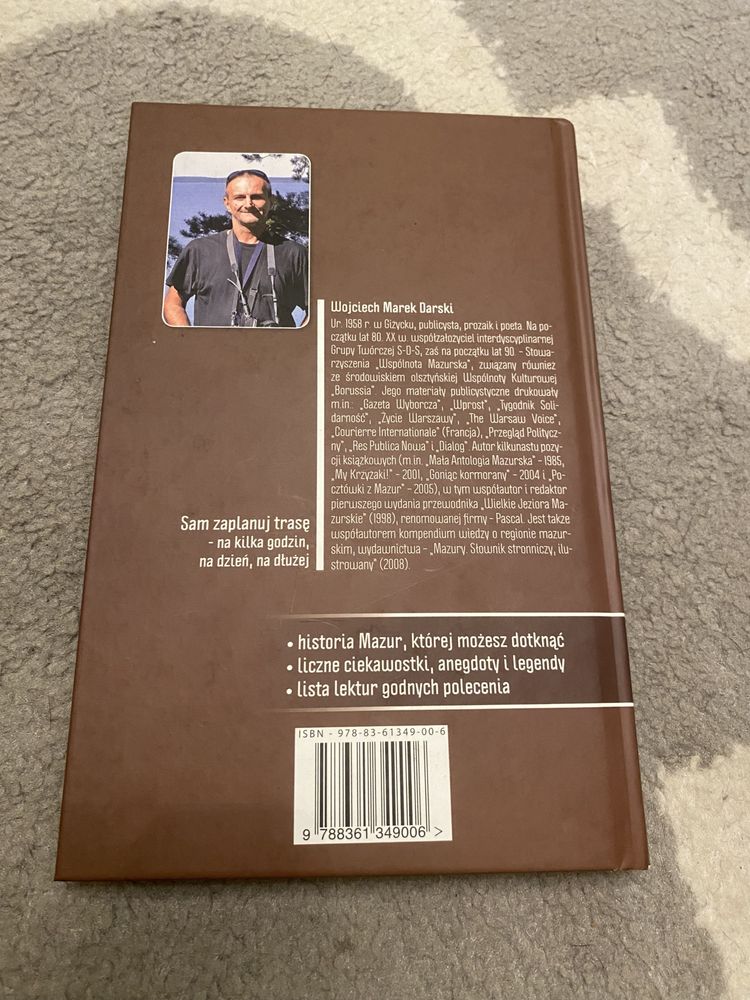 Wojciech Marek Darski
Ur. 1958 r. w Giżycku, publicysta, prozaik i poeta. Na po-
czątku lat 80. XX w. współzałożyciel interdyscyplinarnej
Grupy Twórczej S-D-S, zaś na początku lat 90 - Stowa-
rzyszenia „Wspólnota Mazurska”, związany również
ze środowiskiem olsztyńskiej Wspólnoty Kulturowej
„Borussia”. Jego materiały publicystyczne drukowały
m.in.: „Gazeta Wyborcza”, „Wprost”, „Tygodnik Soli-
darność”, „Życie Warszawy”, „The Warsaw Voice”,
„Courierre Internationale” (Francja), „Przegląd Politycz-
ny”, „Res Publica Nowa” i „Dialog”. Autor kilkunastu pozy-
cji książkowych (m.in. „Mała Antologia Mazurska” - 1985,
„My Krzyżaki!” - 2001, „Goniąc kormorany” - 2004 i „Po-
cztówki z Mazur” - 2005), w tym współautor i redaktor
pierwszego wydania przewodnika „Wielkie Jeziora Ma-
zurskie” (1998), renomowanej firmy - Pascal. Jest także
współautorem kompendium wiedzy o regionie mazur-
skim, wydawnictwa - „Mazury. Słownik stronniczy, ilu-
strowany” (2008).
Sam zaplanuj trasę
- na kilka godzin,
na dzień, na dłużej
• historia Mazur, której możesz dotknąć
• liczne ciekawostki, anegdoty i legendy
• lista lektur godnych polecenia
ISBN - 978-83-61349-00-6
9 788361 349006 >